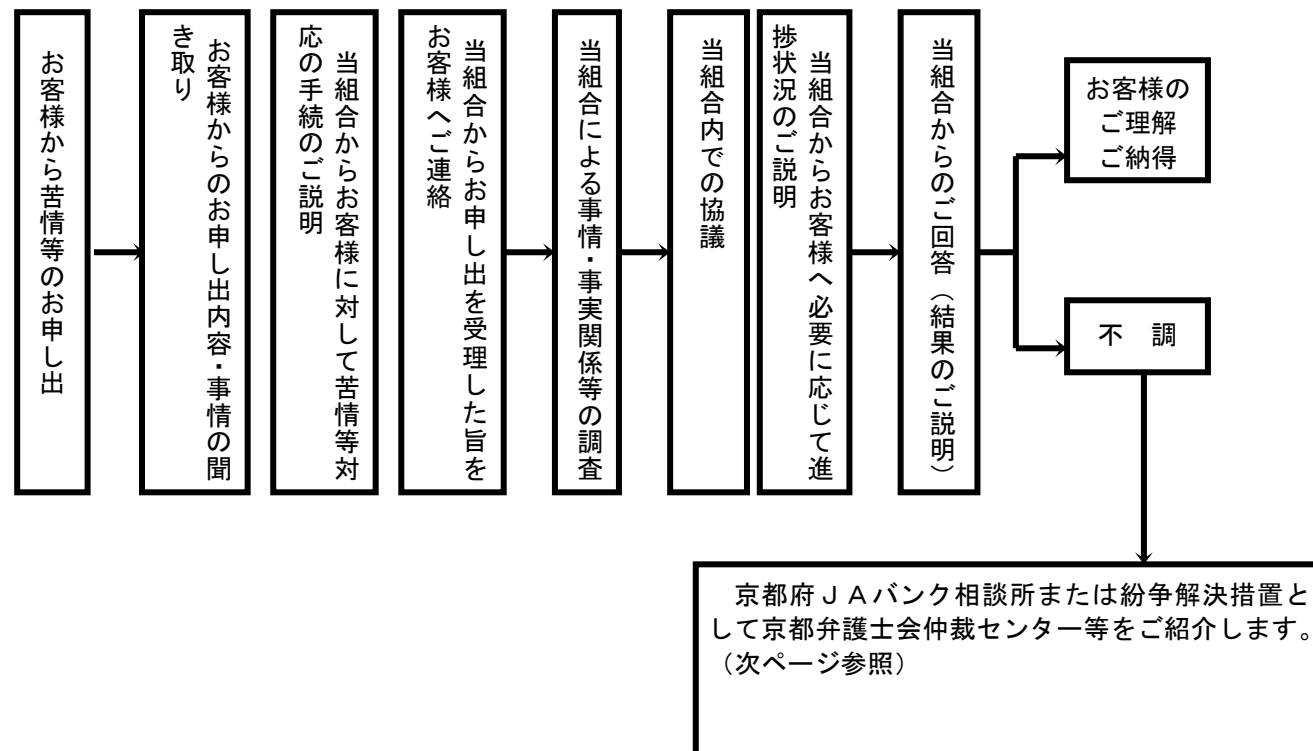 お客様から苦情等のお申し出
お客様からのお申し出内容・事情の聞
き取り
当組合からお客様に対して苦情等対
応の手続のご説明
当組合からお申し出を受理した旨を
お客様へご連絡
当組合による事情・事実関係等の調査
当組合内での協議
当組合からお客様へ必要に応じて進
捗状況のご説明
当組合からのご回答（結果のご説明）
お客様の
ご理解
ご納得
不　調
京都府ＪＡバンク相談所または紛争解決措置と
して京都弁護士会仲裁センター等をご紹介します。
（次ページ参照）